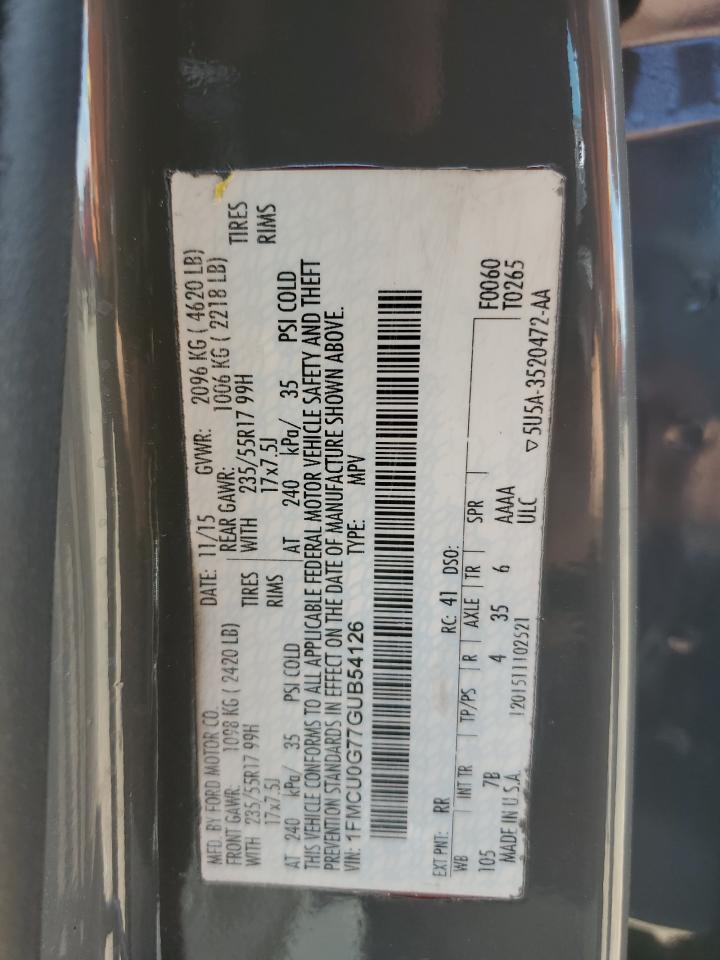 MFD. BY FORD MOTOR CO. DATE: 11/15 GVWR: 2096 KG ( 4620 LB)
FRONT GAWR: 1098 KG ( 2420 LB) REAR GAWR: 1006 KG ( 2218 LB)
WITH 235/55R17 99H TIRES WITH 235/55R17 99H TIRES
17x7.5J RIMS 17x7.5J RIMS
AT 240 kPa/ 35 PSI COLD AT 240 kPa/ 35 PSI COLD
THIS VEHICLE CONFORMS TO ALL APPLICABLE FEDERAL MOTOR VEHICLE SAFETY AND THEFT
PREVENTION STANDARDS IN EFFECT ON THE DATE OF MANUFACTURE SHOWN ABOVE.
VIN: 1FMCU0G77GUB54126 TYPE: MPV
EXT PNT: RR RC: 41 DSO: F0060
WB INT TR TP/PS R AXLE TR SPR T0265
105 7B 4 35 6 AAAA
MADE IN U.S.A. 1201511102521 ULC ▽5U5A-3520472-AA